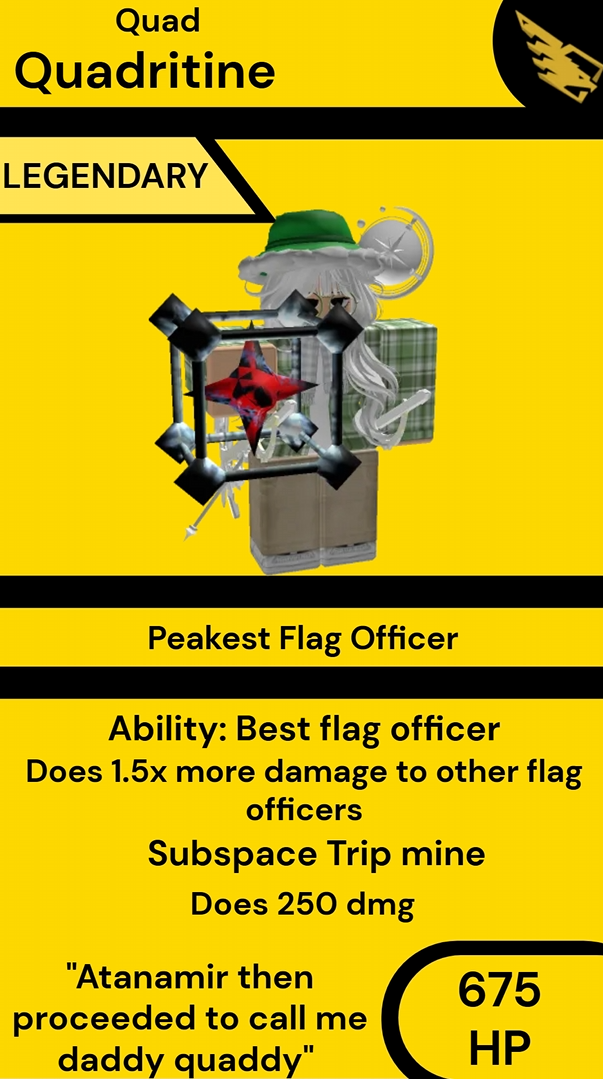 Quad
Quadritine
LEGENDARY
Peakest Flag Officer
Ability: Best flag officer
Does 1.5x more damage to other flag
officers
Subspace Trip mine
Does 250 dmg
"Atanamir then
proceeded to call me
daddy quaddy"
675
HP